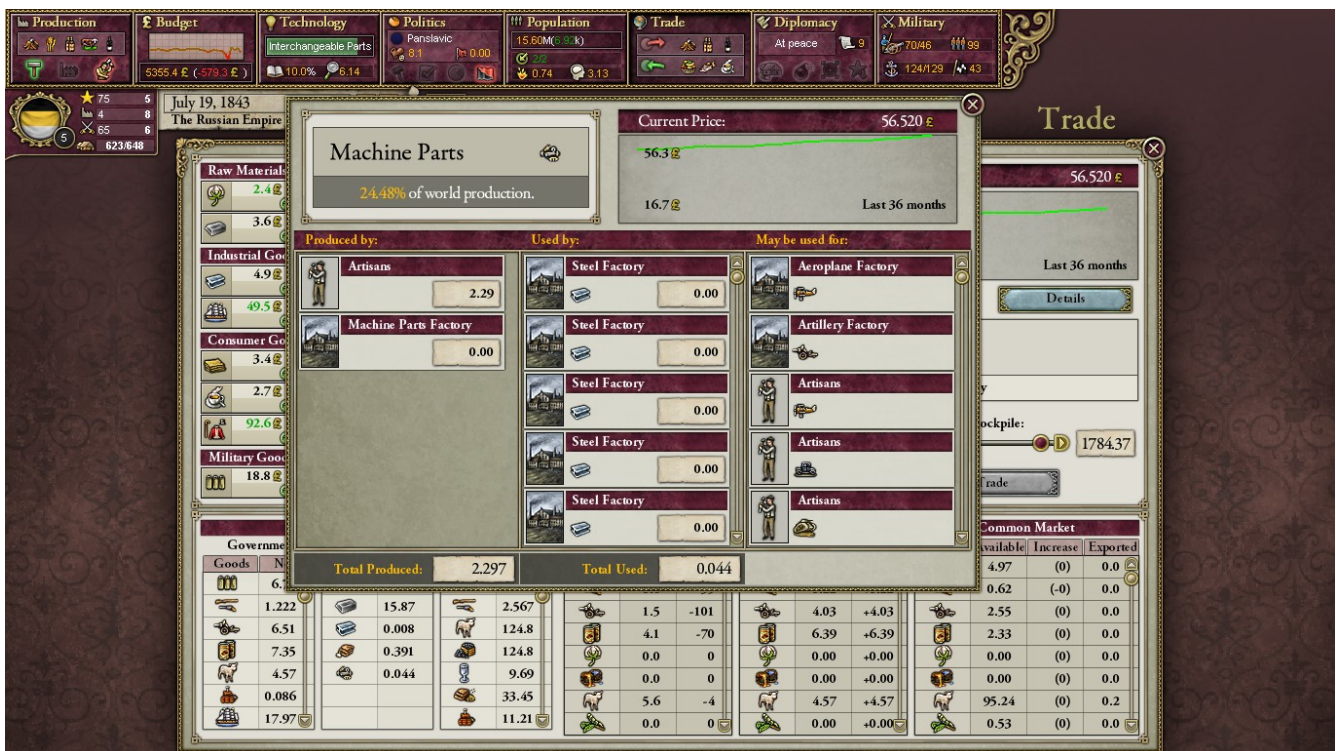 Production
£ Budget
Technology
Politics
Population
Trade
Diplomacy
Military
5355.4 £ (-579.3 £ )
Interchangeable Parts
10.0% 6.14
Panslavic
8.1 0.00
15.60M(6.92k)
2/2
0.74 3.13
At peace 9
70/46 99
124/129 43
75 5
4 8
65 6
5
623/648
July 19, 1843
The Russian Empire
Trade
Machine Parts
24.48% of world production.
Current Price: 56.520 £
56.3
16.7
Last 36 months
Produced by:
Used by:
May be used for:
Artisans
2.29
Machine Parts Factory
0.00
Steel Factory
0.00
Steel Factory
0.00
Steel Factory
0.00
Steel Factory
0.00
Steel Factory
0.00
Aeroplane Factory
Artillery Factory
Artisans
Artisans
Artisans
Total Produced: 2.297
Total Used: 0.044
Raw Materials
2.4
3.6
Industrial Goo
4.9
49.5
Consumer Go
3.4
2.7
92.6
Military Good
18.8
56.520 £
Last 36 months
Details
ockpile:
1784.37
Trade
Governme
Goods N
6.
1.222
6.51
7.35
4.57
0.086
17.97
15.87
0.008
0.391
0.044
2.567
124.8
124.8
9.69
33.45
11.21
1.5 -101
4.1 -70
0.0 0
0.0 0
5.6 -4
0.0 0
4.03 +4.03
6.39 +6.39
0.00 +0.00
0.00 +0.00
4.57 +4.57
0.00 +0.00
Common Market
vailable Increase Exported
4.97 (0) 0.0
0.62 (-0) 0.0
2.55 (0) 0.0
2.33 (0) 0.0
0.00 (0) 0.0
0.00 (0) 0.0
95.24 (0) 0.2
0.53 (0) 0.0